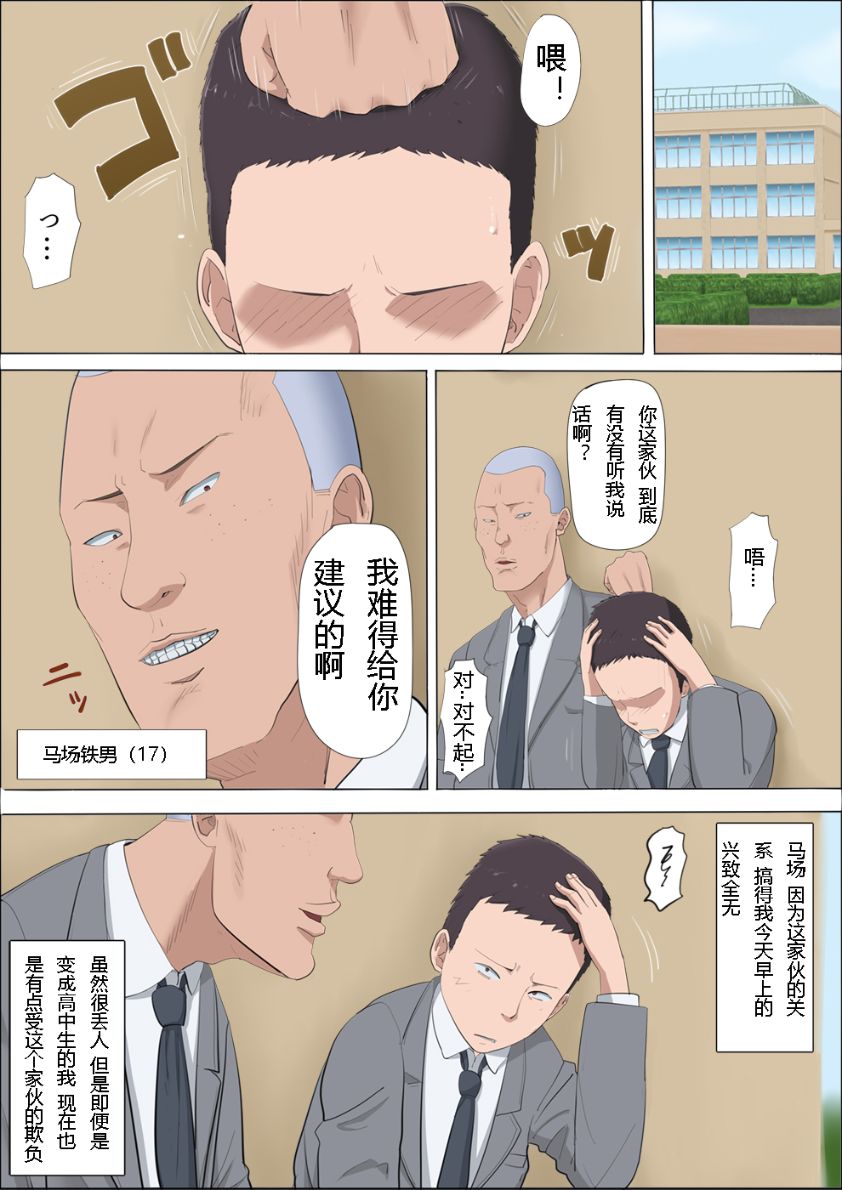 喂！
ゴ
ッ
っ…
你这家伙 到底
有没有听我说
话啊？
唔…
对…对不起…
我难得给你
建议的啊
ニッ
马场铁男（17）
马场 因为这家伙的关
系 搞得我今天早上的
兴致全无
虽然很丢人 但是即便是
变成高中生的我 现在也
是有点受这个家伙的欺负